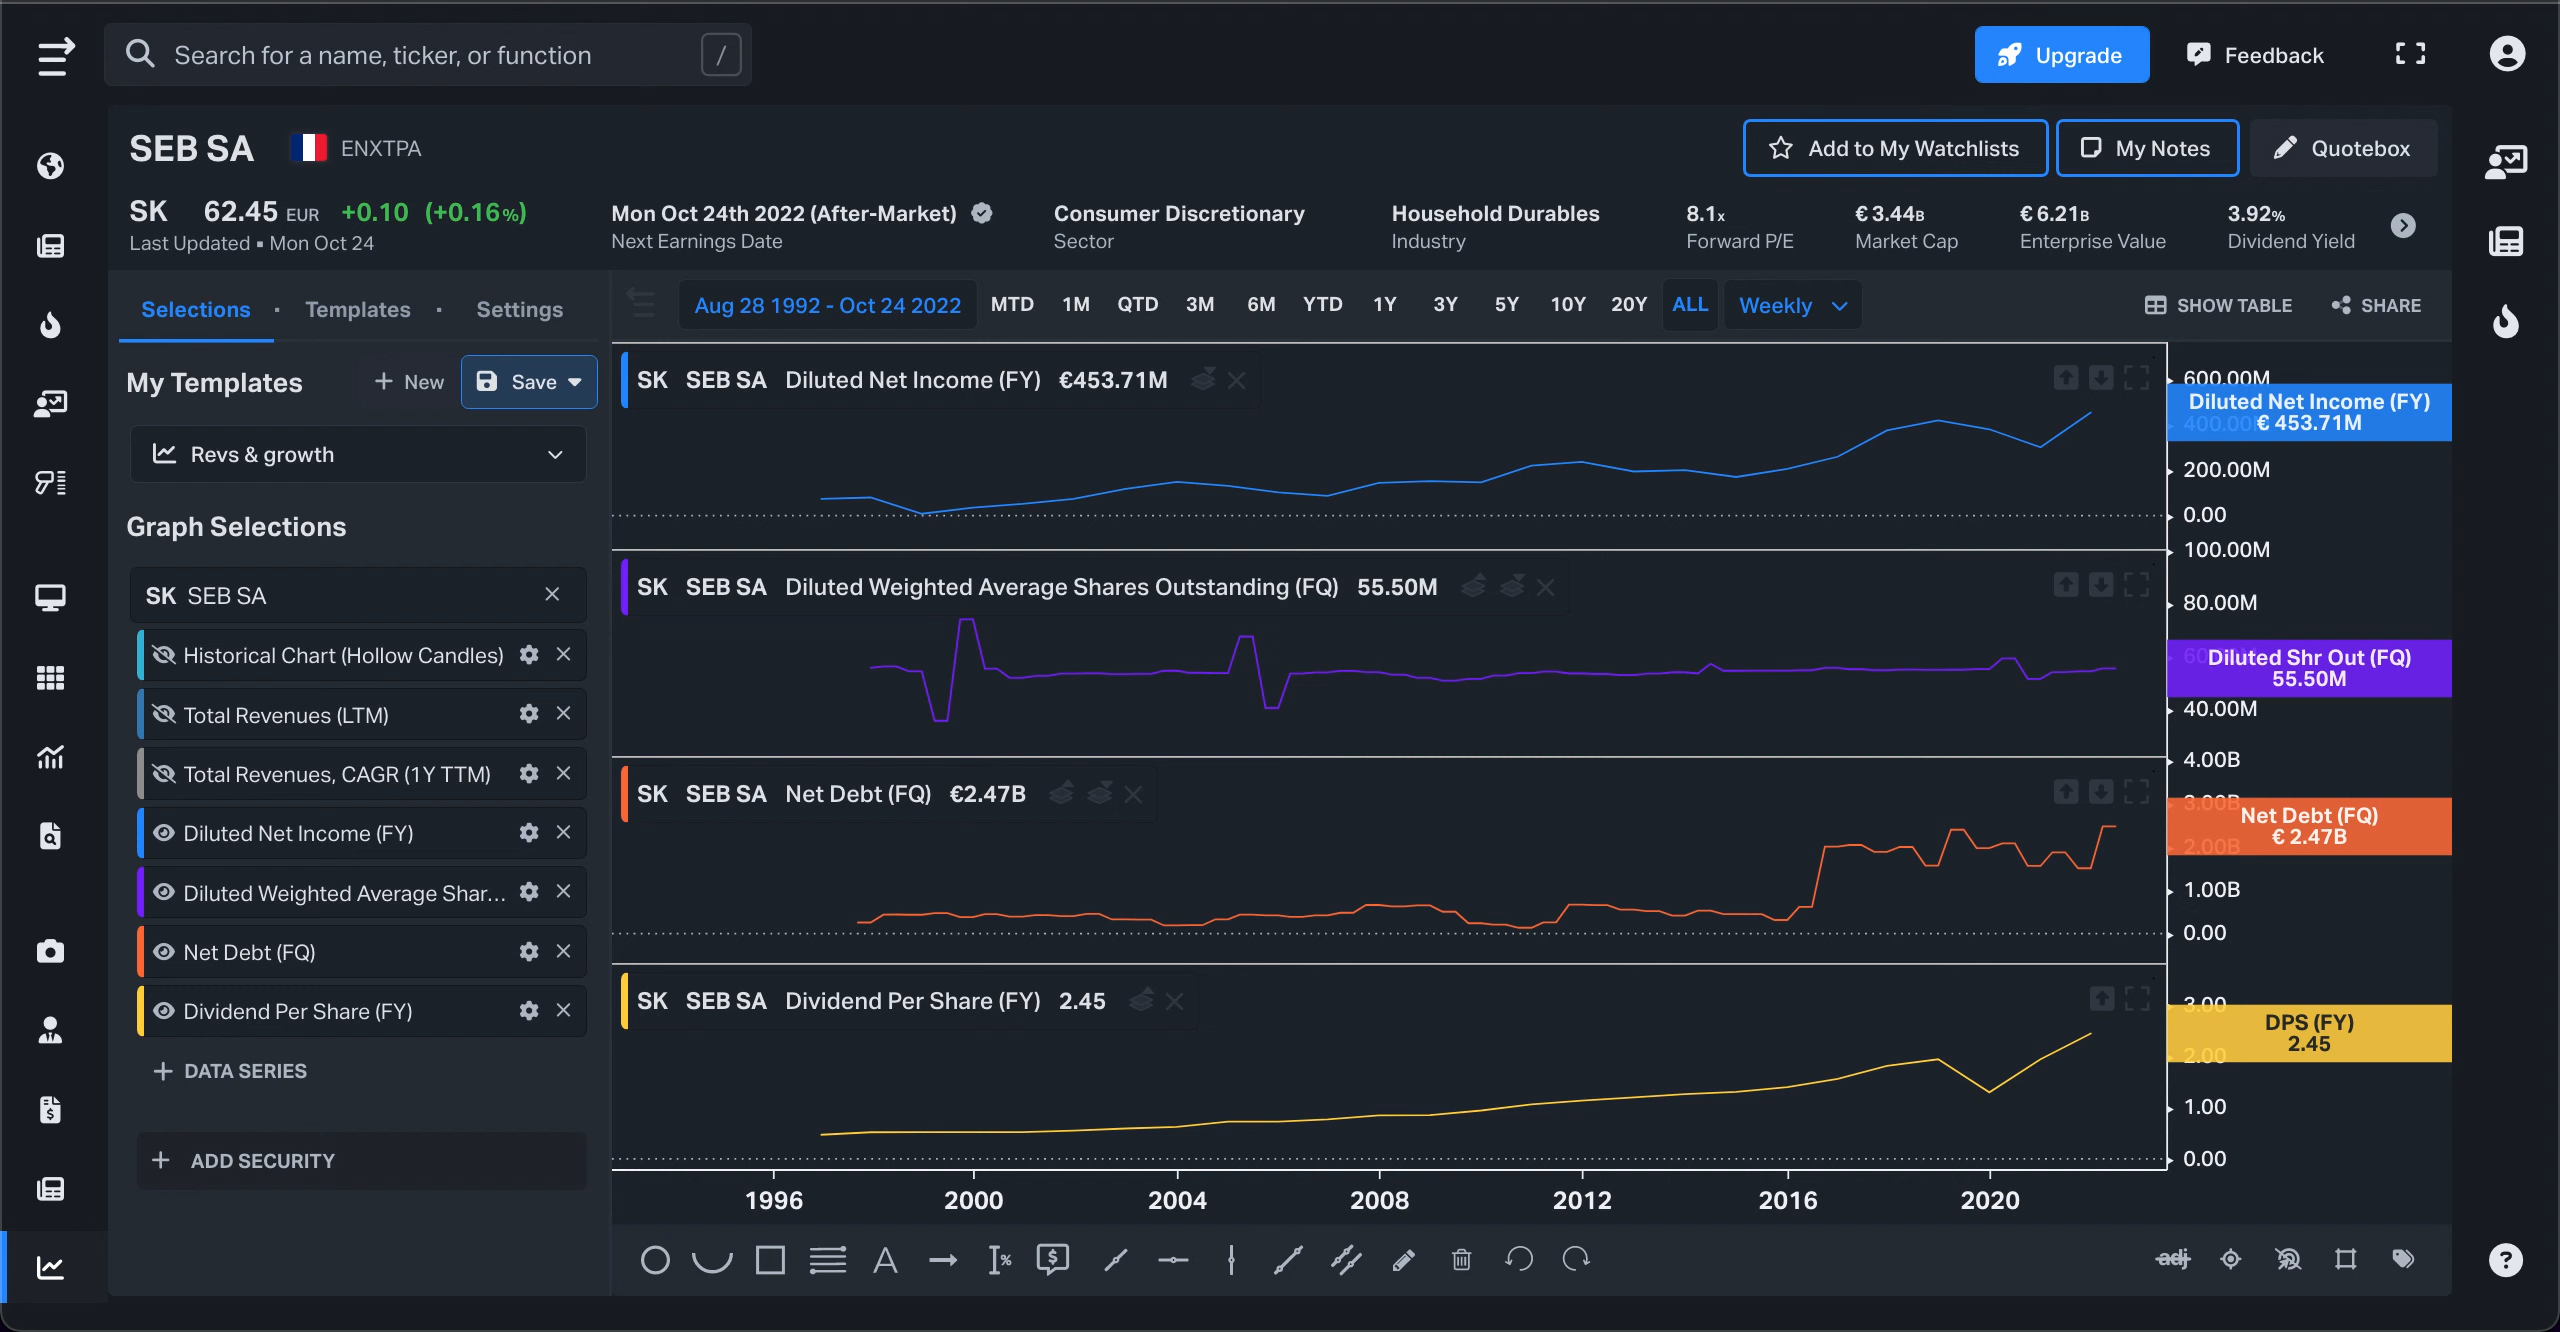 Search for a name, ticker, or function /
Upgrade
Feedback
SEB SA ENXTPA
Add to My Watchlists
My Notes
Quotebox
SK 62.45 EUR +0.10 (+0.16%)
Last Updated ▪ Mon Oct 24
Mon Oct 24th 2022 (After-Market)
Next Earnings Date
Consumer Discretionary
Sector
Household Durables
Industry
8.1x
Forward P/E
€3.44B
Market Cap
€6.21B
Enterprise Value
3.92%
Dividend Yield
Selections · Templates · Settings
My Templates
+ New
Save
Revs & growth
Graph Selections
SK SEB SA
Historical Chart (Hollow Candles)
Total Revenues (LTM)
Total Revenues, CAGR (1Y TTM)
Diluted Net Income (FY)
Diluted Weighted Average Shar...
Net Debt (FQ)
Dividend Per Share (FY)
+ DATA SERIES
+ ADD SECURITY
Aug 28 1992 - Oct 24 2022
MTD 1M QTD 3M 6M YTD 1Y 3Y 5Y 10Y 20Y ALL
Weekly
SHOW TABLE
SHARE
SK SEB SA Diluted Net Income (FY) €453.71M
600.00M
400.00
Diluted Net Income (FY)
€ 453.71M
200.00M
0.00
SK SEB SA Diluted Weighted Average Shares Outstanding (FQ) 55.50M
100.00M
80.00M
Diluted Shr Out (FQ)
55.50M
40.00M
SK SEB SA Net Debt (FQ) €2.47B
4.00B
3.00B
Net Debt (FQ)
€ 2.47B
2.00B
1.00B
0.00
SK SEB SA Dividend Per Share (FY) 2.45
3.00
DPS (FY)
2.45
2.00
1.00
0.00
1996 2000 2004 2008 2012 2016 2020
A
%
$
adj
?